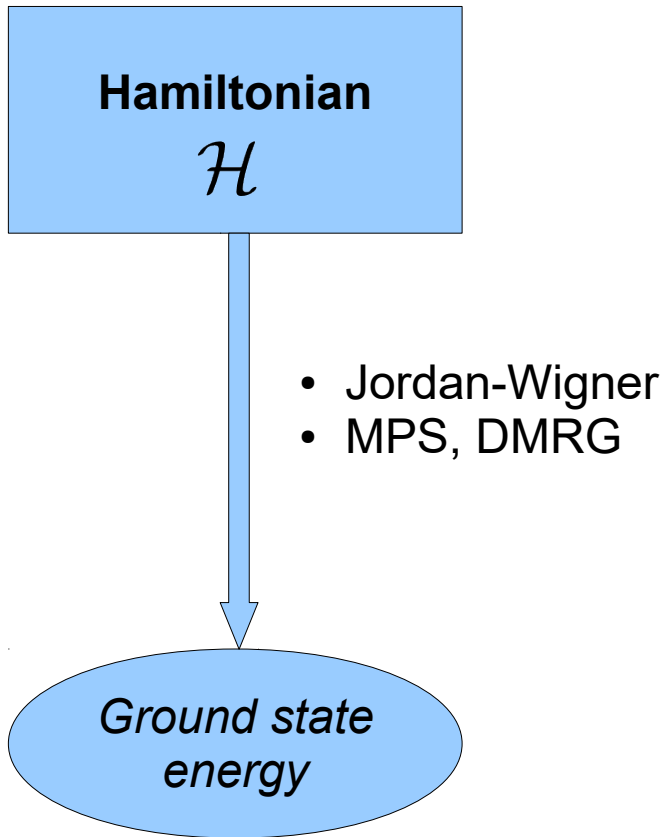 Hamiltonian
ℋ
• Jordan-Wigner
• MPS, DMRG
Ground state
energy